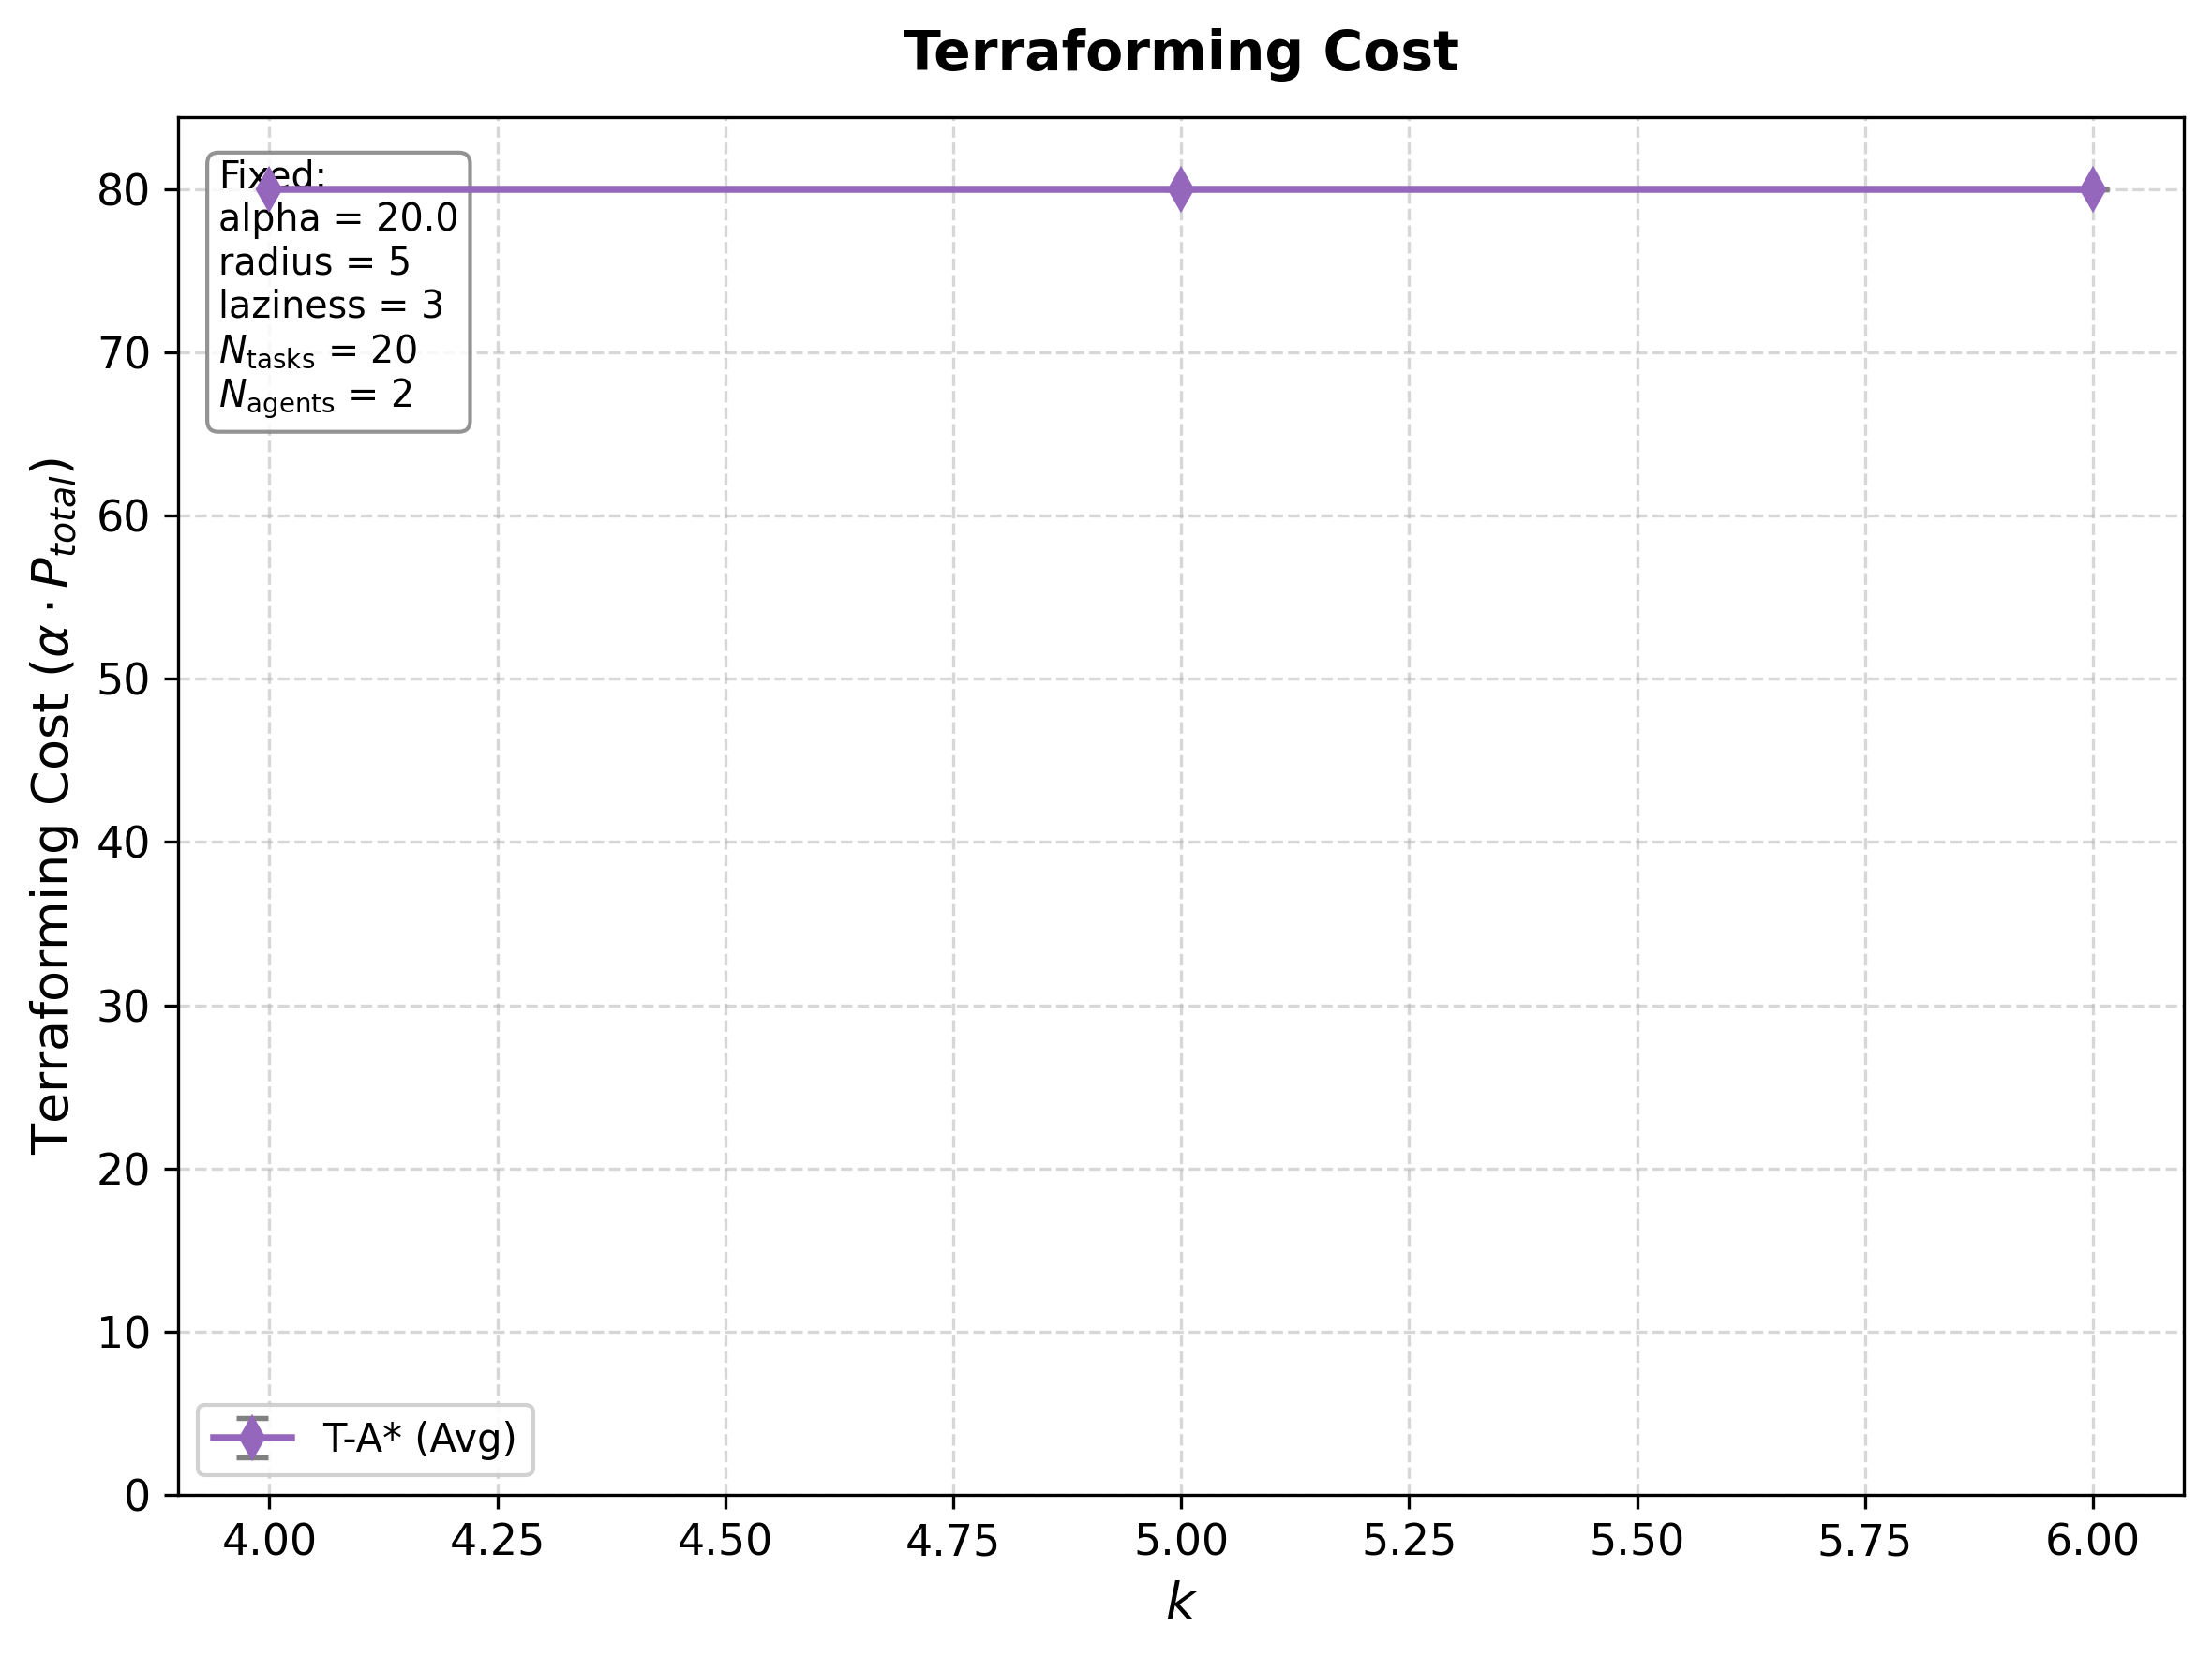 Terraforming Cost
Terraforming Cost (α · P_total)
80
70
60
50
40
30
20
10
0
Fixed:
alpha = 20.0
radius = 5
laziness = 3
N_tasks = 20
N_agents = 2
T-A* (Avg)
4.00 4.25 4.50 4.75 5.00 5.25 5.50 5.75 6.00
k